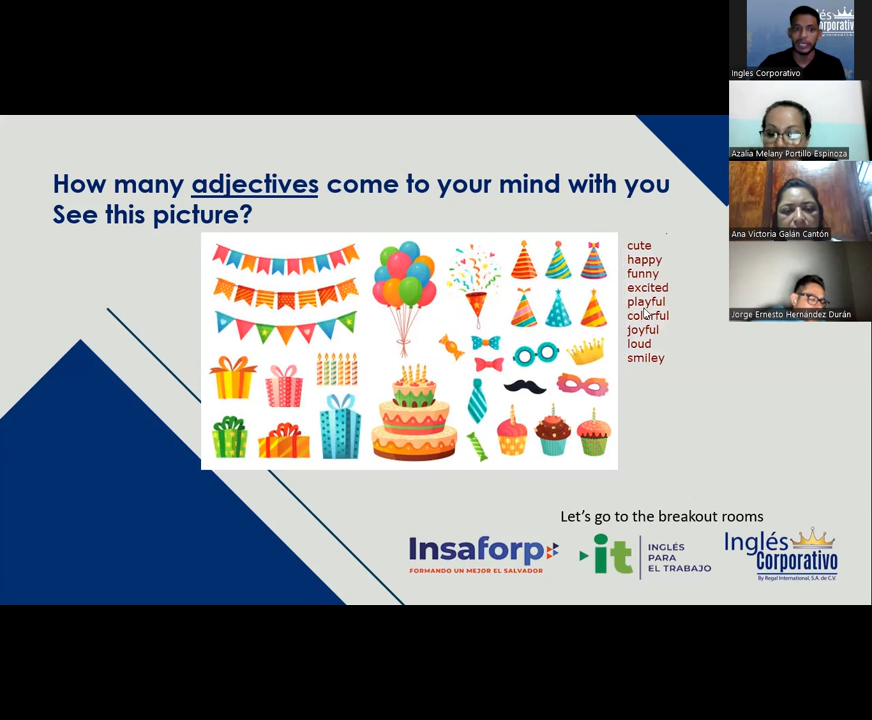 How many adjectives come to your mind with you
See this picture?
cute
happy
funny
excited
playful
colorful
joyful
loud
smiley
Let's go to the breakout rooms
Insaforp
FORMANDO UN MEJOR EL SALVADOR
it
INGLÉS
PARA
EL TRABAJO
Inglés
Corporativo
By Regal International, S.A. de C.V.
és
orporativo
Ingles Corporativo
Azalia Melany Portillo Espinoza
Ana Victoria Galán Cantón
Jorge Ernesto Hernández Durán